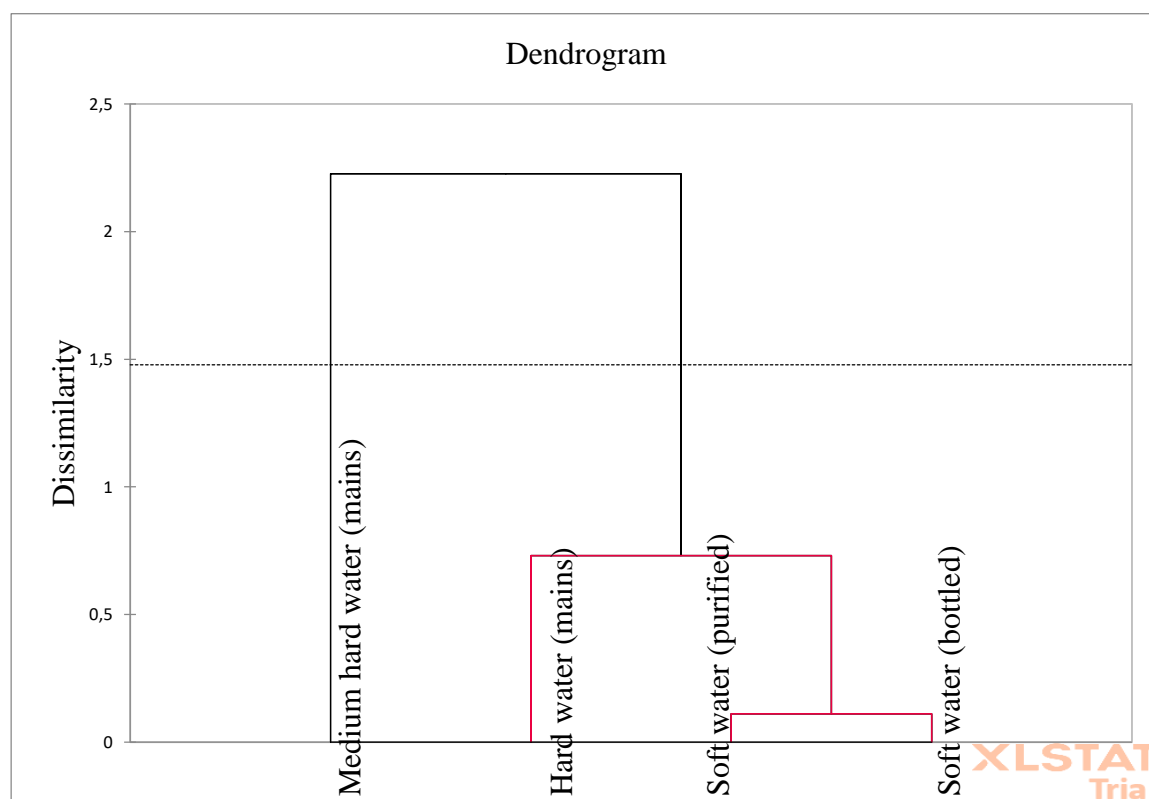 Dendrogram
2,5
2
1,5
1
0,5
0
Dissimilarity
Medium hard water (mains)
Hard water (mains)
Soft water (purified)
Soft water (bottled)
XLSTAT
Tria